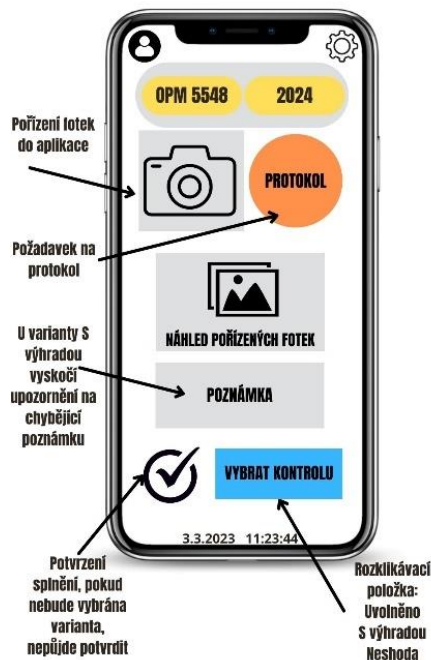 OPM 5548
2024
Pořízení fotek
do aplikace
PROTOKOL
Požadavek na
protokol
NÁHLED POŘÍZENÝCH FOTEK
U varianty S
výhradou
vyskočí
upozornění na
chybějící
poznámku
POZNÁMKA
VYBRAT KONTROLU
3.3.2023 11:23:44
Potvrzení
splnění, pokud
nebude vybrána
varianta,
nepůjde potvrdit
Rozklikávací
položka:
Uvolněno
S výhradou
Neshoda